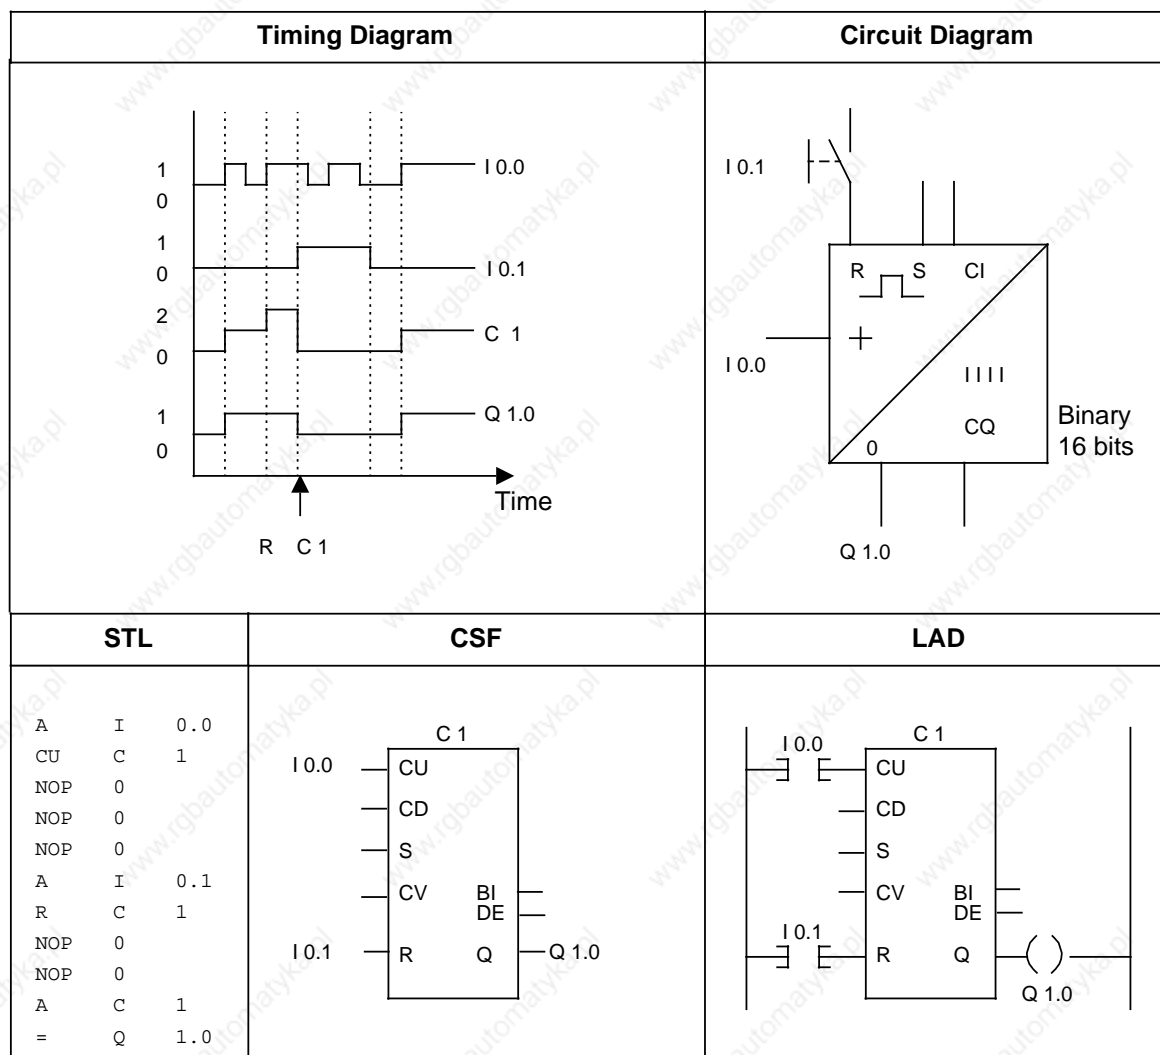 Timing Diagram
Circuit Diagram
1
0
I 0.0
1
0
I 0.1
2
0
C 1
1
0
Q 1.0
Time
R C 1
I 0.1
R S CI
I 0.0
+
I I I I
CQ
0
Binary
16 bits
Q 1.0
STL
CSF
LAD
A I 0.0
CU C 1
NOP 0
NOP 0
NOP 0
A I 0.1
R C 1
NOP 0
NOP 0
A C 1
= Q 1.0
C 1
I 0.0
CU
CD
S
CV
BI
DE
I 0.1
R
Q
Q 1.0
C 1
I 0.0
CU
CD
S
CV
BI
DE
I 0.1
R
Q
Q 1.0
www.rgbautomatyka.pl